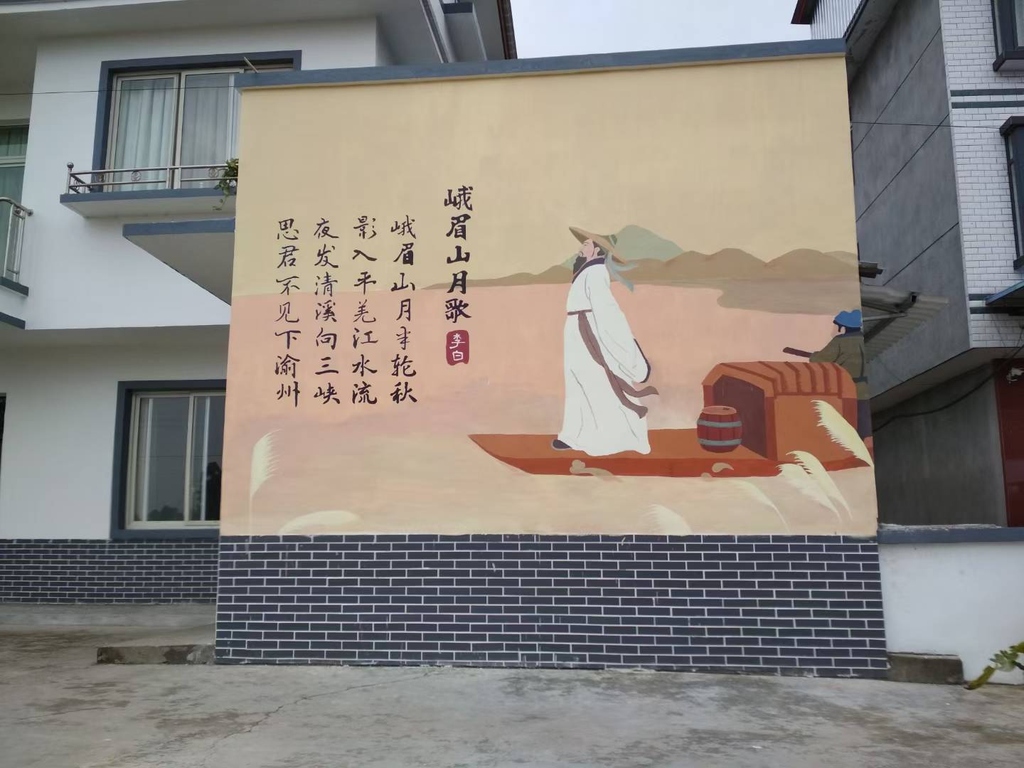 峨眉山月歌
李白
峨眉山月半轮秋
影入平羌江水流
夜发清溪向三峡
思君不见下渝州